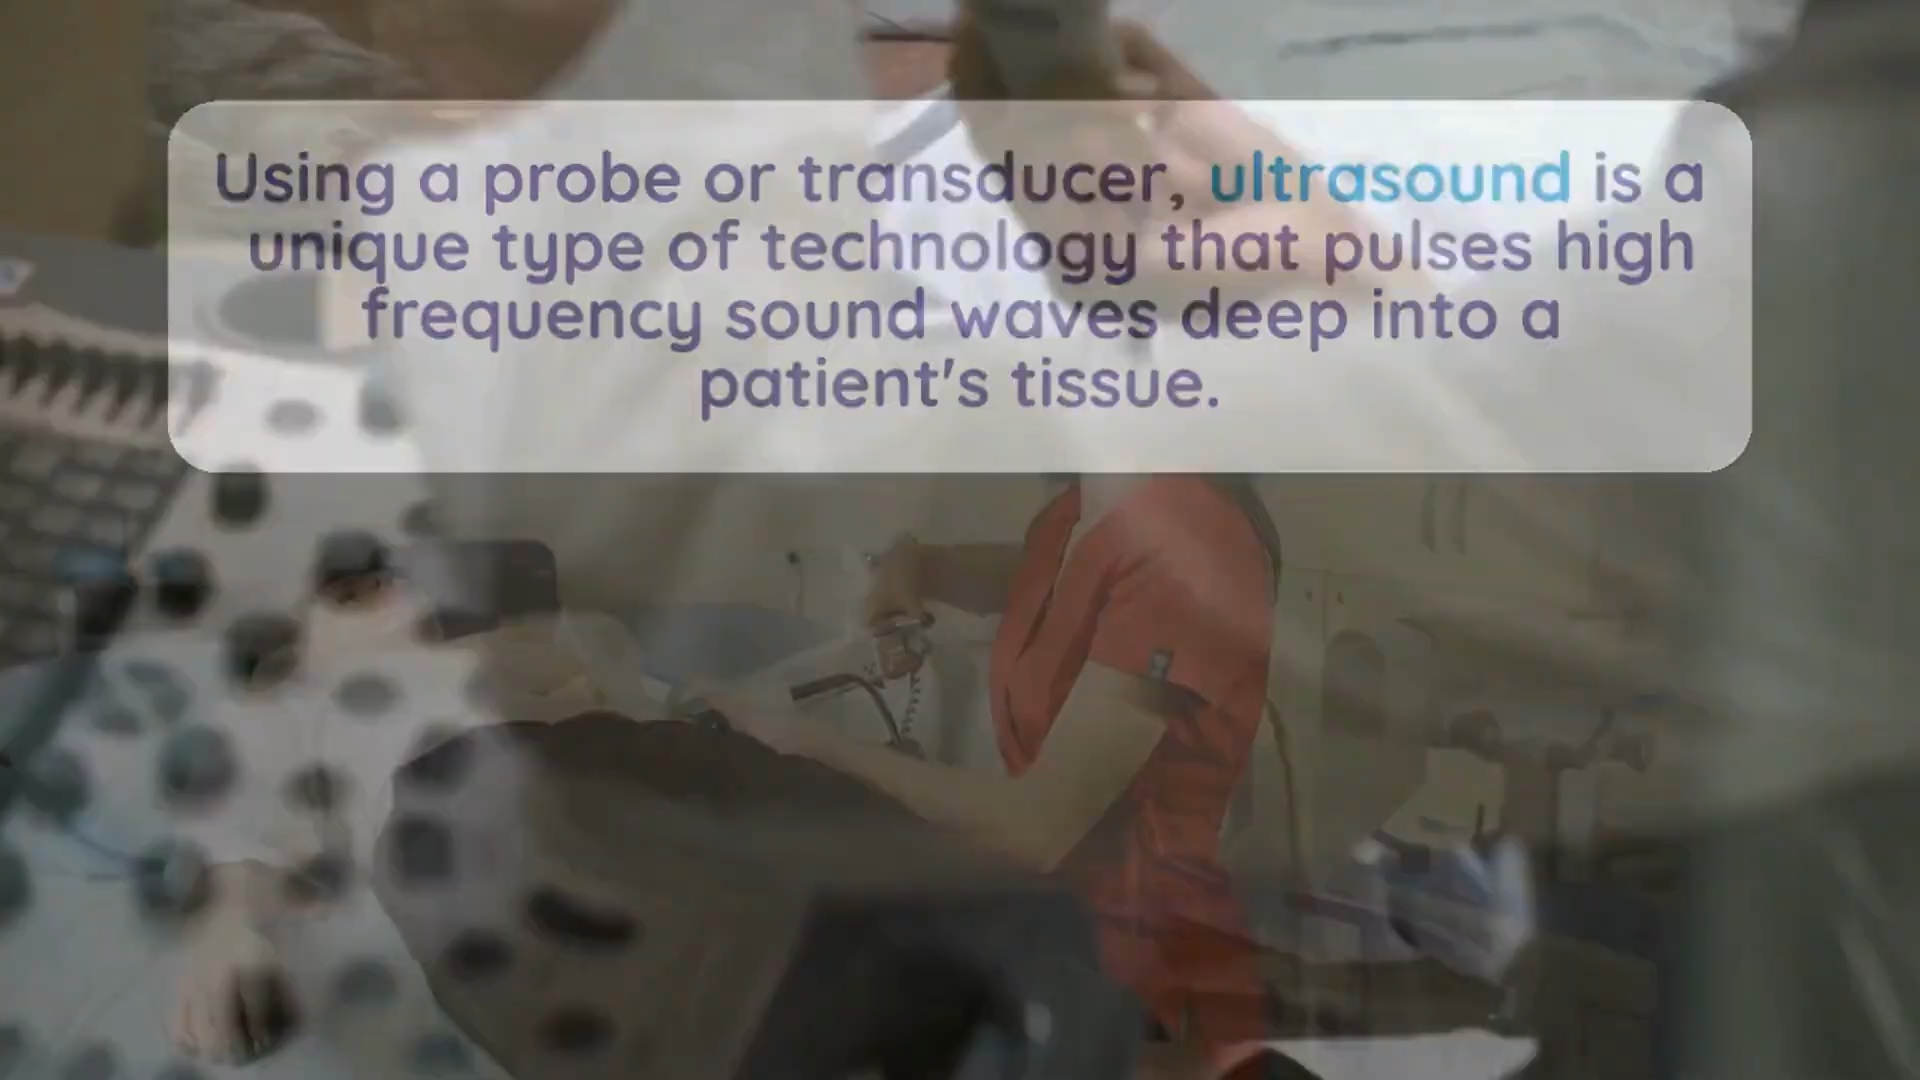 Using a probe or transducer, ultrasound is a
unique type of technology that pulses high
frequency sound waves deep into a
patient's tissue.